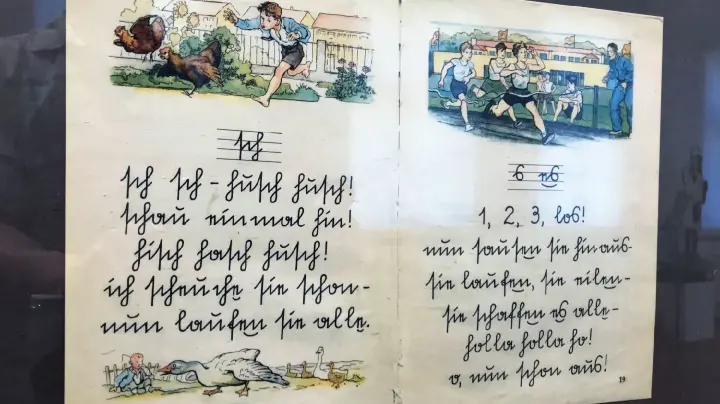 sch
sch sch - husch husch!
schau einmal hin!
hisch hasch husch!
ich scheuche sie schon -
nun laufen sie alle.
s es
1, 2, 3, los!
nun sausen sie hinaus -
sie laufen, sie eilen -
sie schaffen es alle -
holla holla ho!
o, nun schon aus!
19